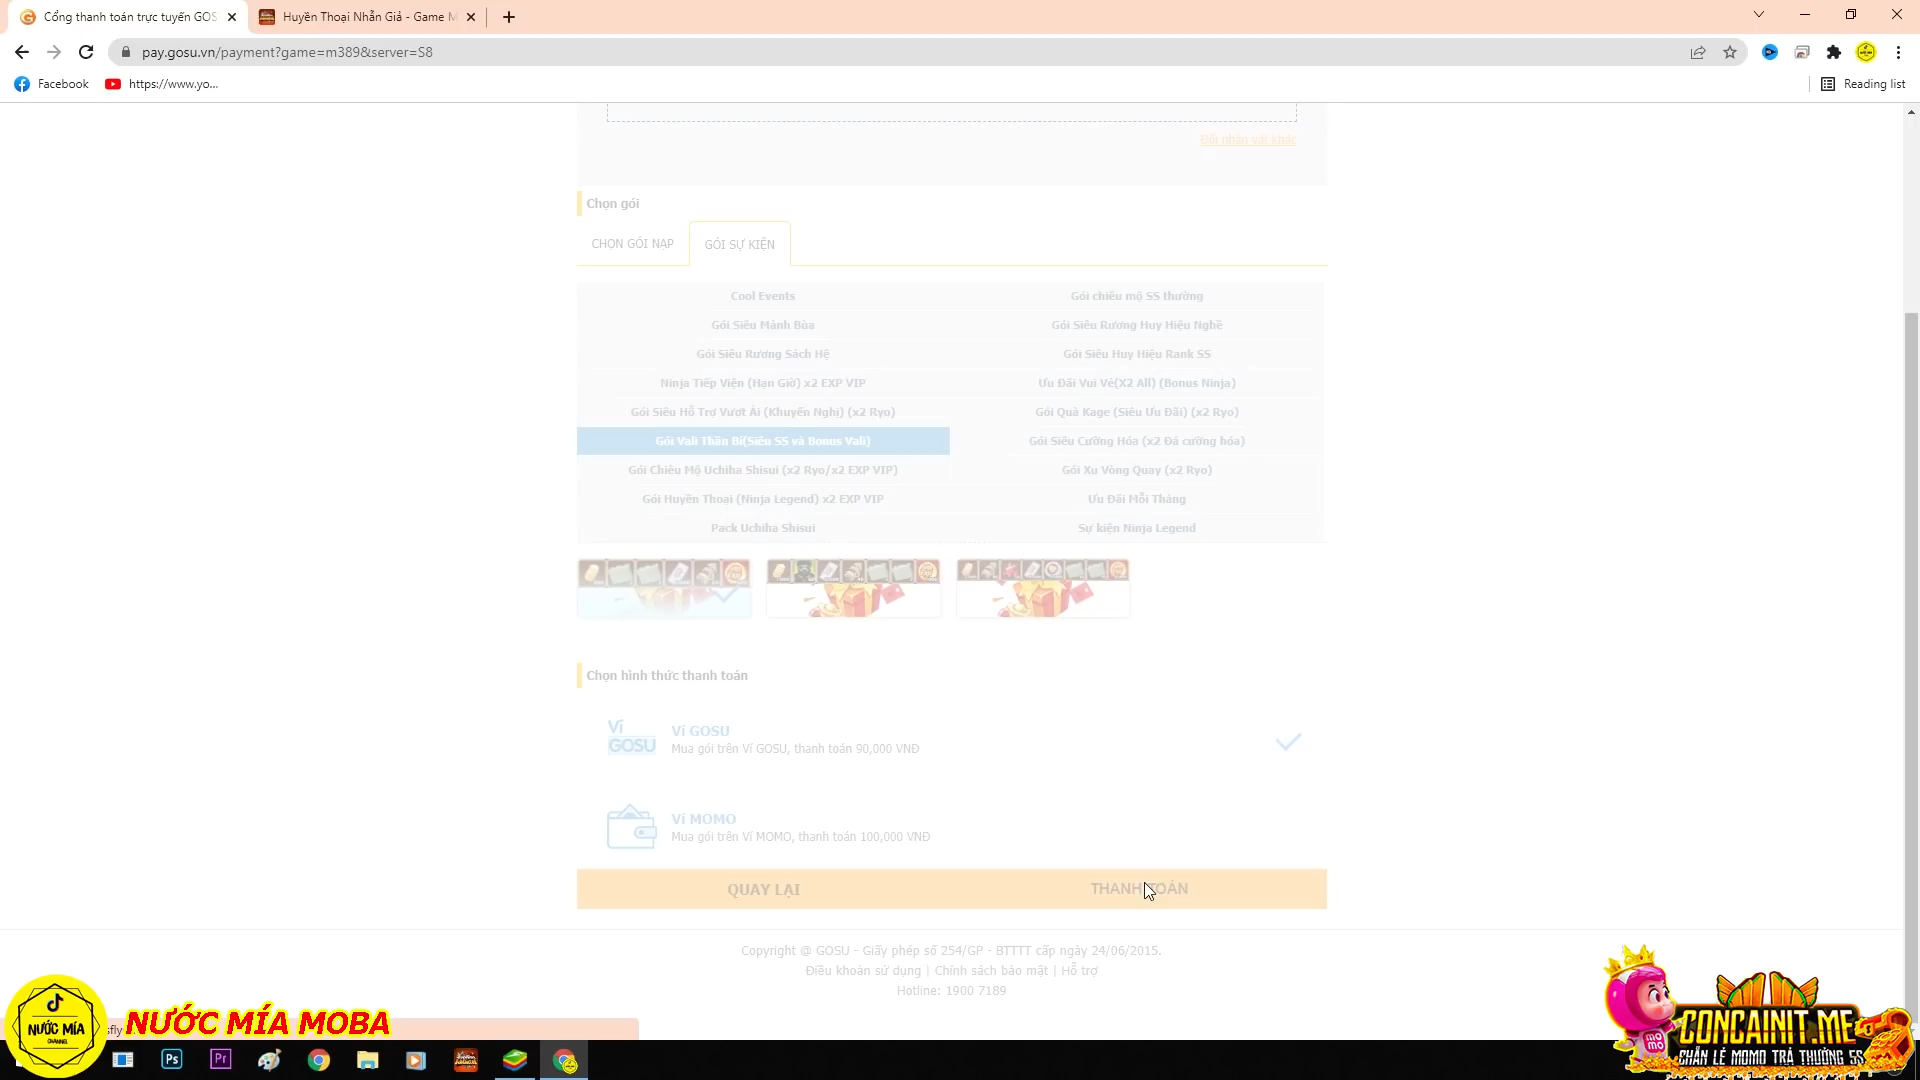 Cổng thanh toán trực tuyến GOS
Huyền Thoại Nhẫn Giả - Game M
pay.gosu.vn/payment?game=m389&server=S8
Facebook
https://www.yo...
Reading list
Đổi nhân vật khác
Chọn gói
CHỌN GÓI NẠP
GÓI SỰ KIỆN
Cool Events
Gói chiêu mộ SS thường
Gói Siêu Mảnh Bùa
Gói Siêu Rương Huy Hiệu Nghề
Gói Siêu Rương Sách Hệ
Gói Siêu Huy Hiệu Rank SS
Ninja Tiếp Viện (Hạn Giờ) x2 EXP VIP
Ưu Đãi Vui Vẻ(X2 All) (Bonus Ninja)
Gói Siêu Hỗ Trợ Vượt Ải (Khuyến Nghị) (x2 Ryo)
Gói Quà Kage (Siêu Ưu Đãi) (x2 Ryo)
Gói Vali Thần Bí(Siêu SS và Bonus Vali)
Gói Siêu Cường Hóa (x2 Đá cường hóa)
Gói Chiêu Mộ Uchiha Shisui (x2 Ryo/x2 EXP VIP)
Gói Xu Vòng Quay (x2 Ryo)
Gói Huyền Thoại (Ninja Legend) x2 EXP VIP
Ưu Đãi Mỗi Tháng
Pack Uchiha Shisui
Sự kiện Ninja Legend
Chọn hình thức thanh toán
Ví
GOSU
Ví GOSU
Mua gói trên Ví GOSU, thanh toán 90,000 VNĐ
Ví MOMO
Mua gói trên Ví MOMO, thanh toán 100,000 VNĐ
QUAY LẠI
THANH TOÁN
Copyright @ GOSU - Giấy phép số 254/GP - BTTTT cấp ngày 24/06/2015.
Điều khoản sử dụng | Chính sách bảo mật | Hỗ trợ
Hotline: 1900 7189
NƯỚC MÍA
CHANNEL
NƯỚC MÍA MOBA
Ps
Pr
mo
mo
CONCAINIT.ME
CHẴN LẺ MOMO TRẢ THƯỞNG 5S